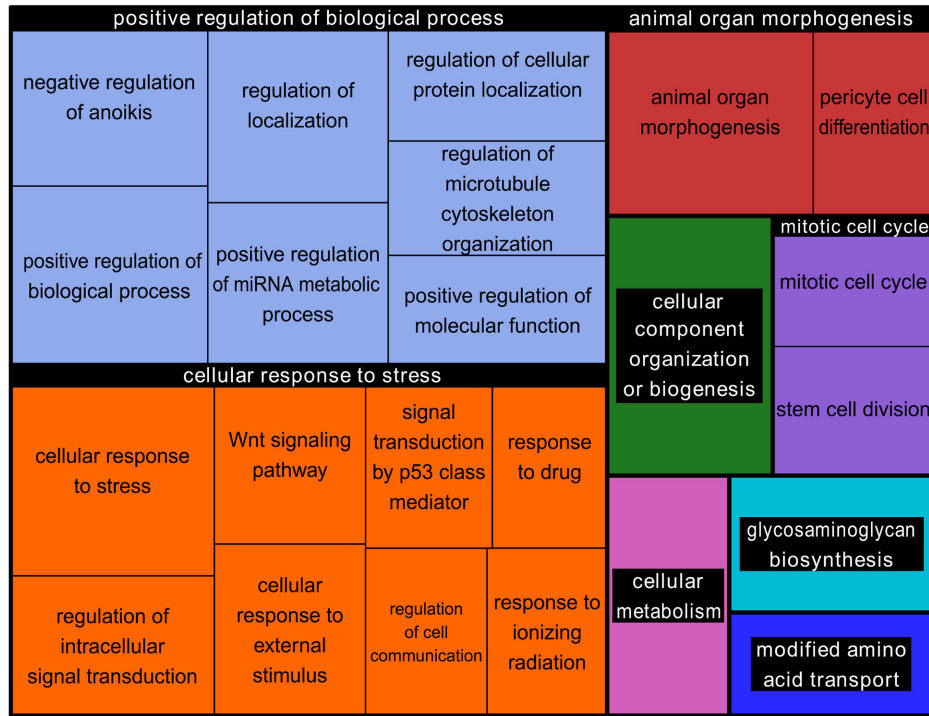 positive regulation of biological process
negative regulation
of anoikis
regulation of
localization
regulation of cellular
protein localization
regulation of
microtubule
cytoskeleton
organization
positive regulation of
biological process
positive regulation
of miRNA metabolic
process
positive regulation of
molecular function
cellular response to stress
cellular response
to stress
Wnt signaling
pathway
signal
transduction
by p53 class
mediator
response
to drug
regulation of
intracellular
signal transduction
cellular
response to
external
stimulus
regulation
of cell
communication
response to
ionizing
radiation
animal organ morphogenesis
animal organ
morphogenesis
pericyte cell
differentiation
cellular
component
organization
or biogenesis
mitotic cell cycle
mitotic cell cycle
stem cell division
cellular
metabolism
glycosaminoglycan
biosynthesis
modified amino
acid transport